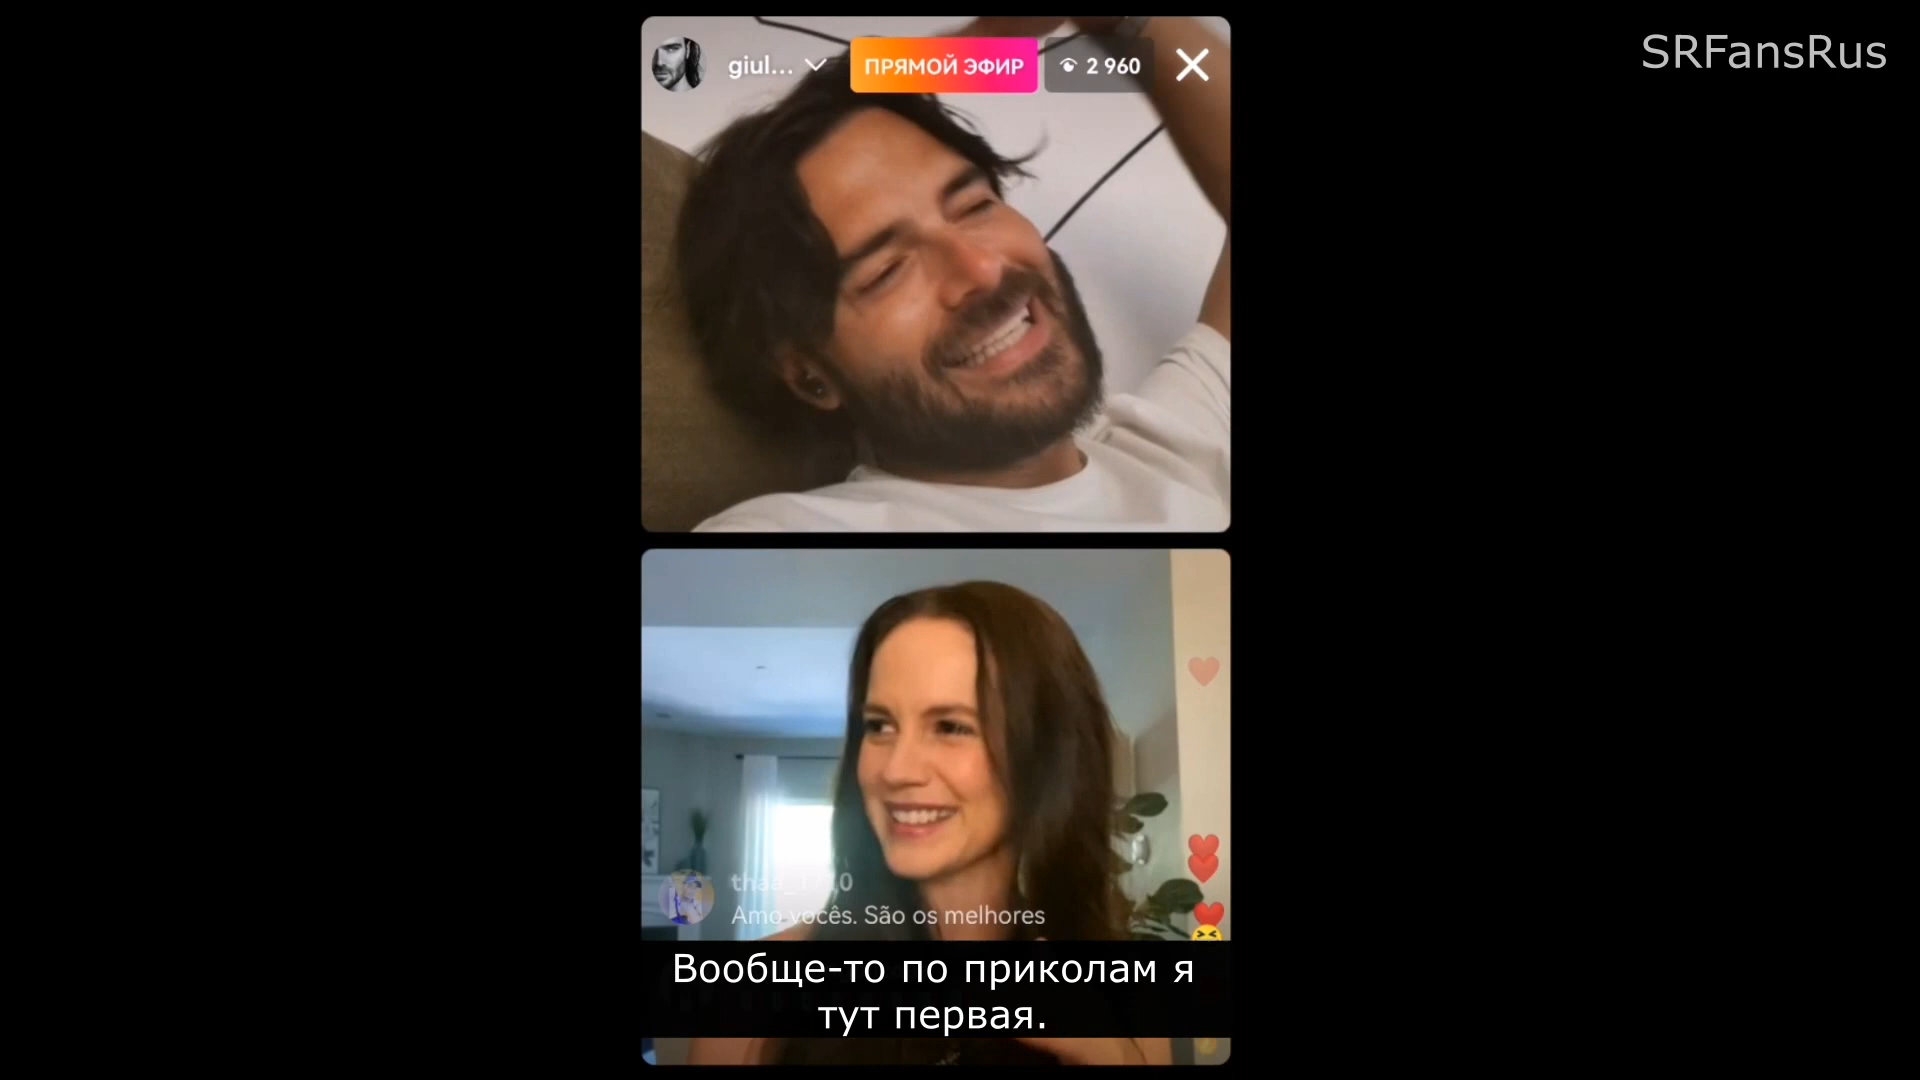 SRFansRus
giul...
ПРЯМОЙ ЭФИР
2 960
Amo vocês. São os melhores
Вообще-то по приколам я
тут первая.